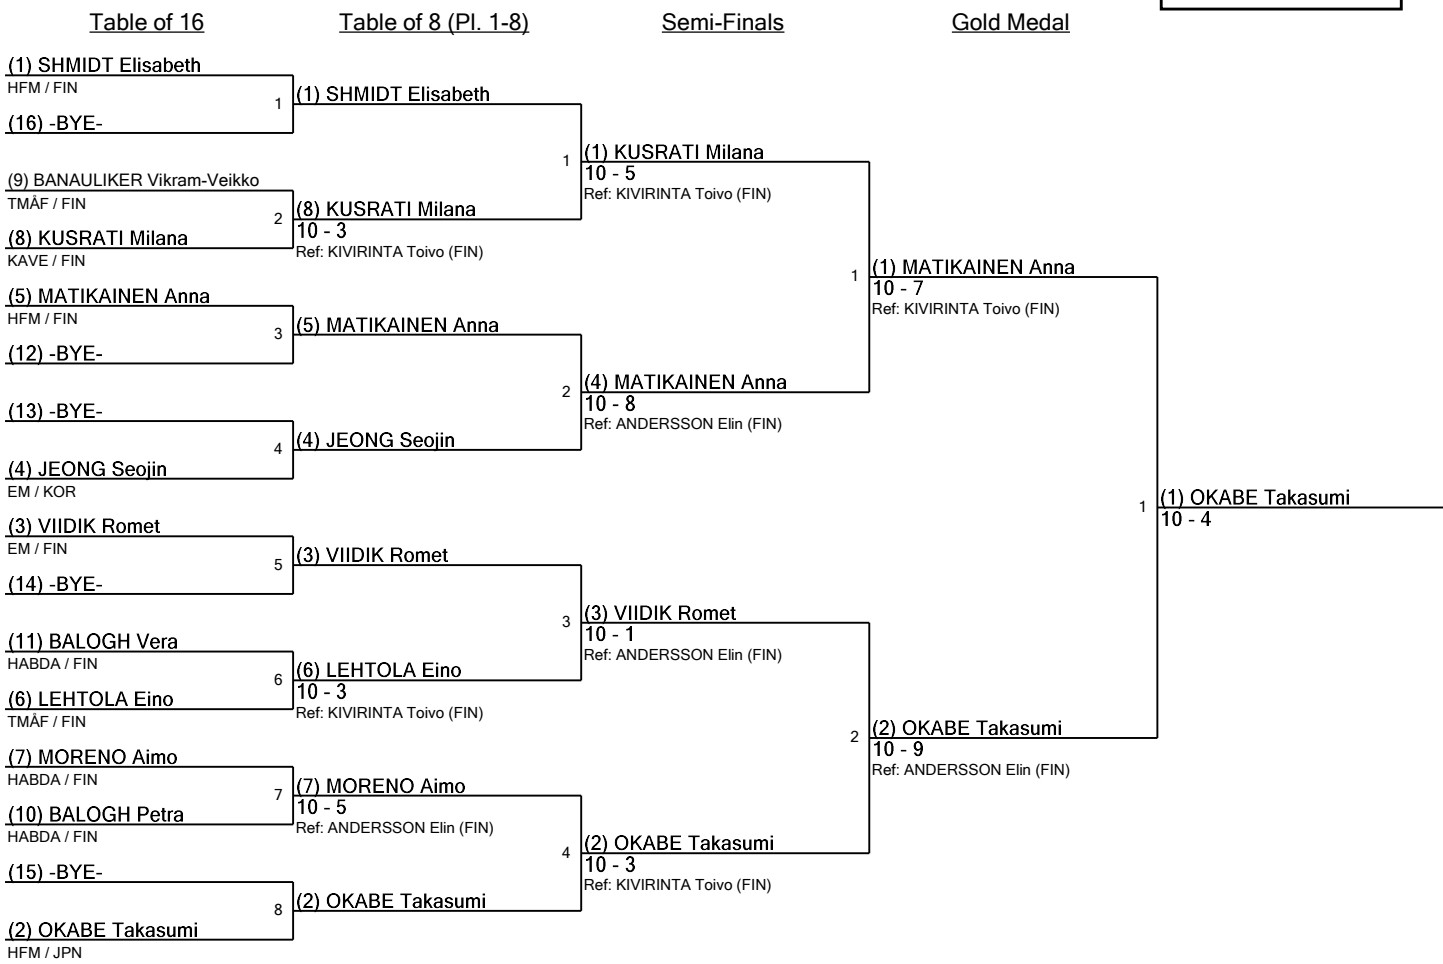 Table of 16
Table of 8 (Pl. 1-8)
Semi-Finals
Gold Medal
(1) SHMIDT Elisabeth
HFM / FIN
(16) -BYE-
(9) BANAULIKER Vikram-Veikko
TMÅF / FIN
(8) KUSRATI Milana
KAVE / FIN
(5) MATIKAINEN Anna
HFM / FIN
(12) -BYE-
(13) -BYE-
(4) JEONG Seojin
EM / KOR
(3) VIIDIK Romet
EM / FIN
(14) -BYE-
(11) BALOGH Vera
HABDA / FIN
(6) LEHTOLA Eino
TMÅF / FIN
(7) MORENO Aimo
HABDA / FIN
(10) BALOGH Petra
HABDA / FIN
(15) -BYE-
(2) OKABE Takasumi
HFM / JPN
1
(1) SHMIDT Elisabeth
2
(8) KUSRATI Milana
10 - 3
Ref: KIVIRINTA Toivo (FIN)
3
(5) MATIKAINEN Anna
4
(4) JEONG Seojin
5
(3) VIIDIK Romet
6
(6) LEHTOLA Eino
10 - 3
Ref: KIVIRINTA Toivo (FIN)
7
(7) MORENO Aimo
10 - 5
Ref: ANDERSSON Elin (FIN)
8
(2) OKABE Takasumi
1
(1) KUSRATI Milana
10 - 5
Ref: KIVIRINTA Toivo (FIN)
2
(4) MATIKAINEN Anna
10 - 8
Ref: ANDERSSON Elin (FIN)
3
(3) VIIDIK Romet
10 - 1
Ref: ANDERSSON Elin (FIN)
4
(2) OKABE Takasumi
10 - 3
Ref: KIVIRINTA Toivo (FIN)
1
(1) MATIKAINEN Anna
10 - 7
Ref: KIVIRINTA Toivo (FIN)
2
(2) OKABE Takasumi
10 - 9
Ref: ANDERSSON Elin (FIN)
1
(1) OKABE Takasumi
10 - 4